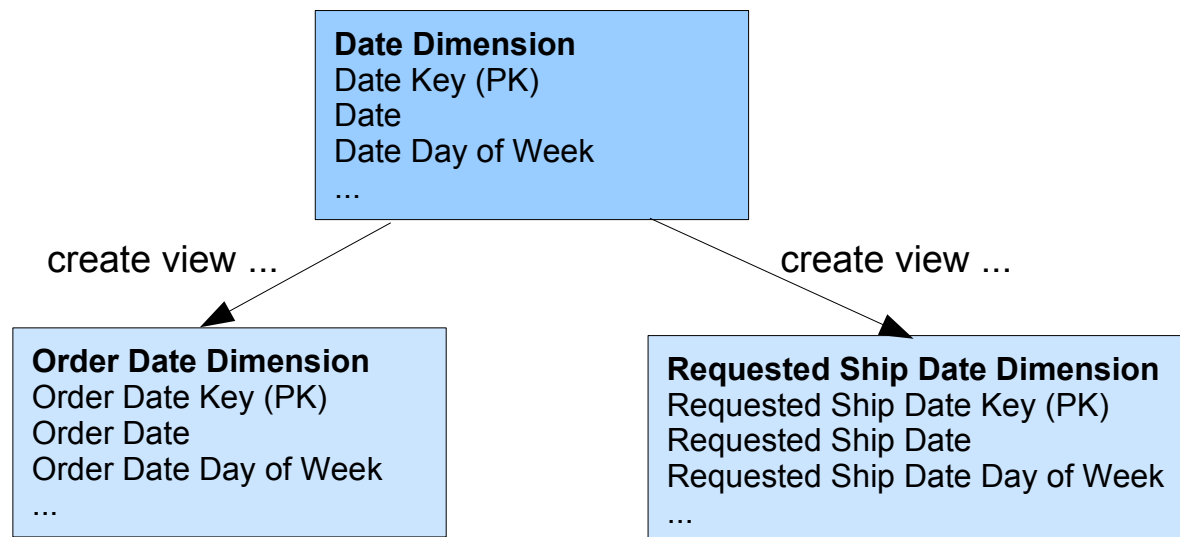 Date Dimension
Date Key (PK)
Date
Date Day of Week
...
create view ...
create view ...
Order Date Dimension
Order Date Key (PK)
Order Date
Order Date Day of Week
...
Requested Ship Date Dimension
Requested Ship Date Key (PK)
Requested Ship Date
Requested Ship Date Day of Week
...